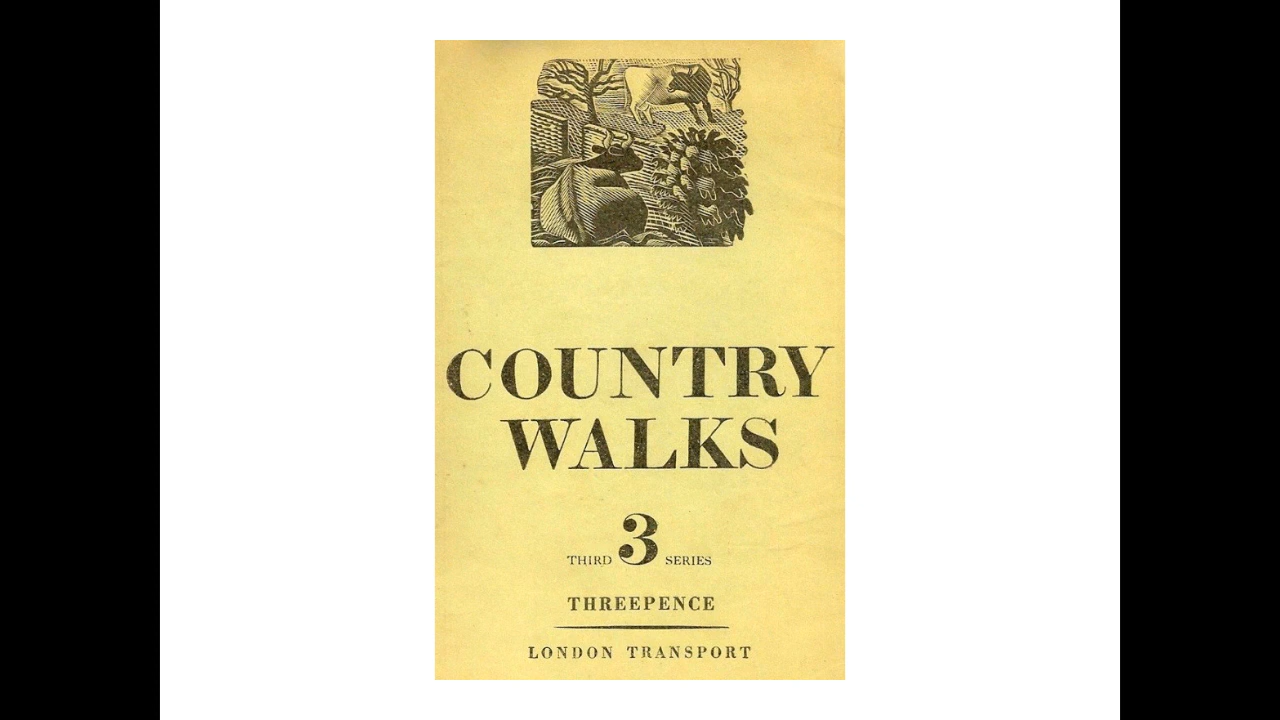 COUNTRY
WALKS
THIRD 3 SERIES
THREEPENCE
LONDON TRANSPORT